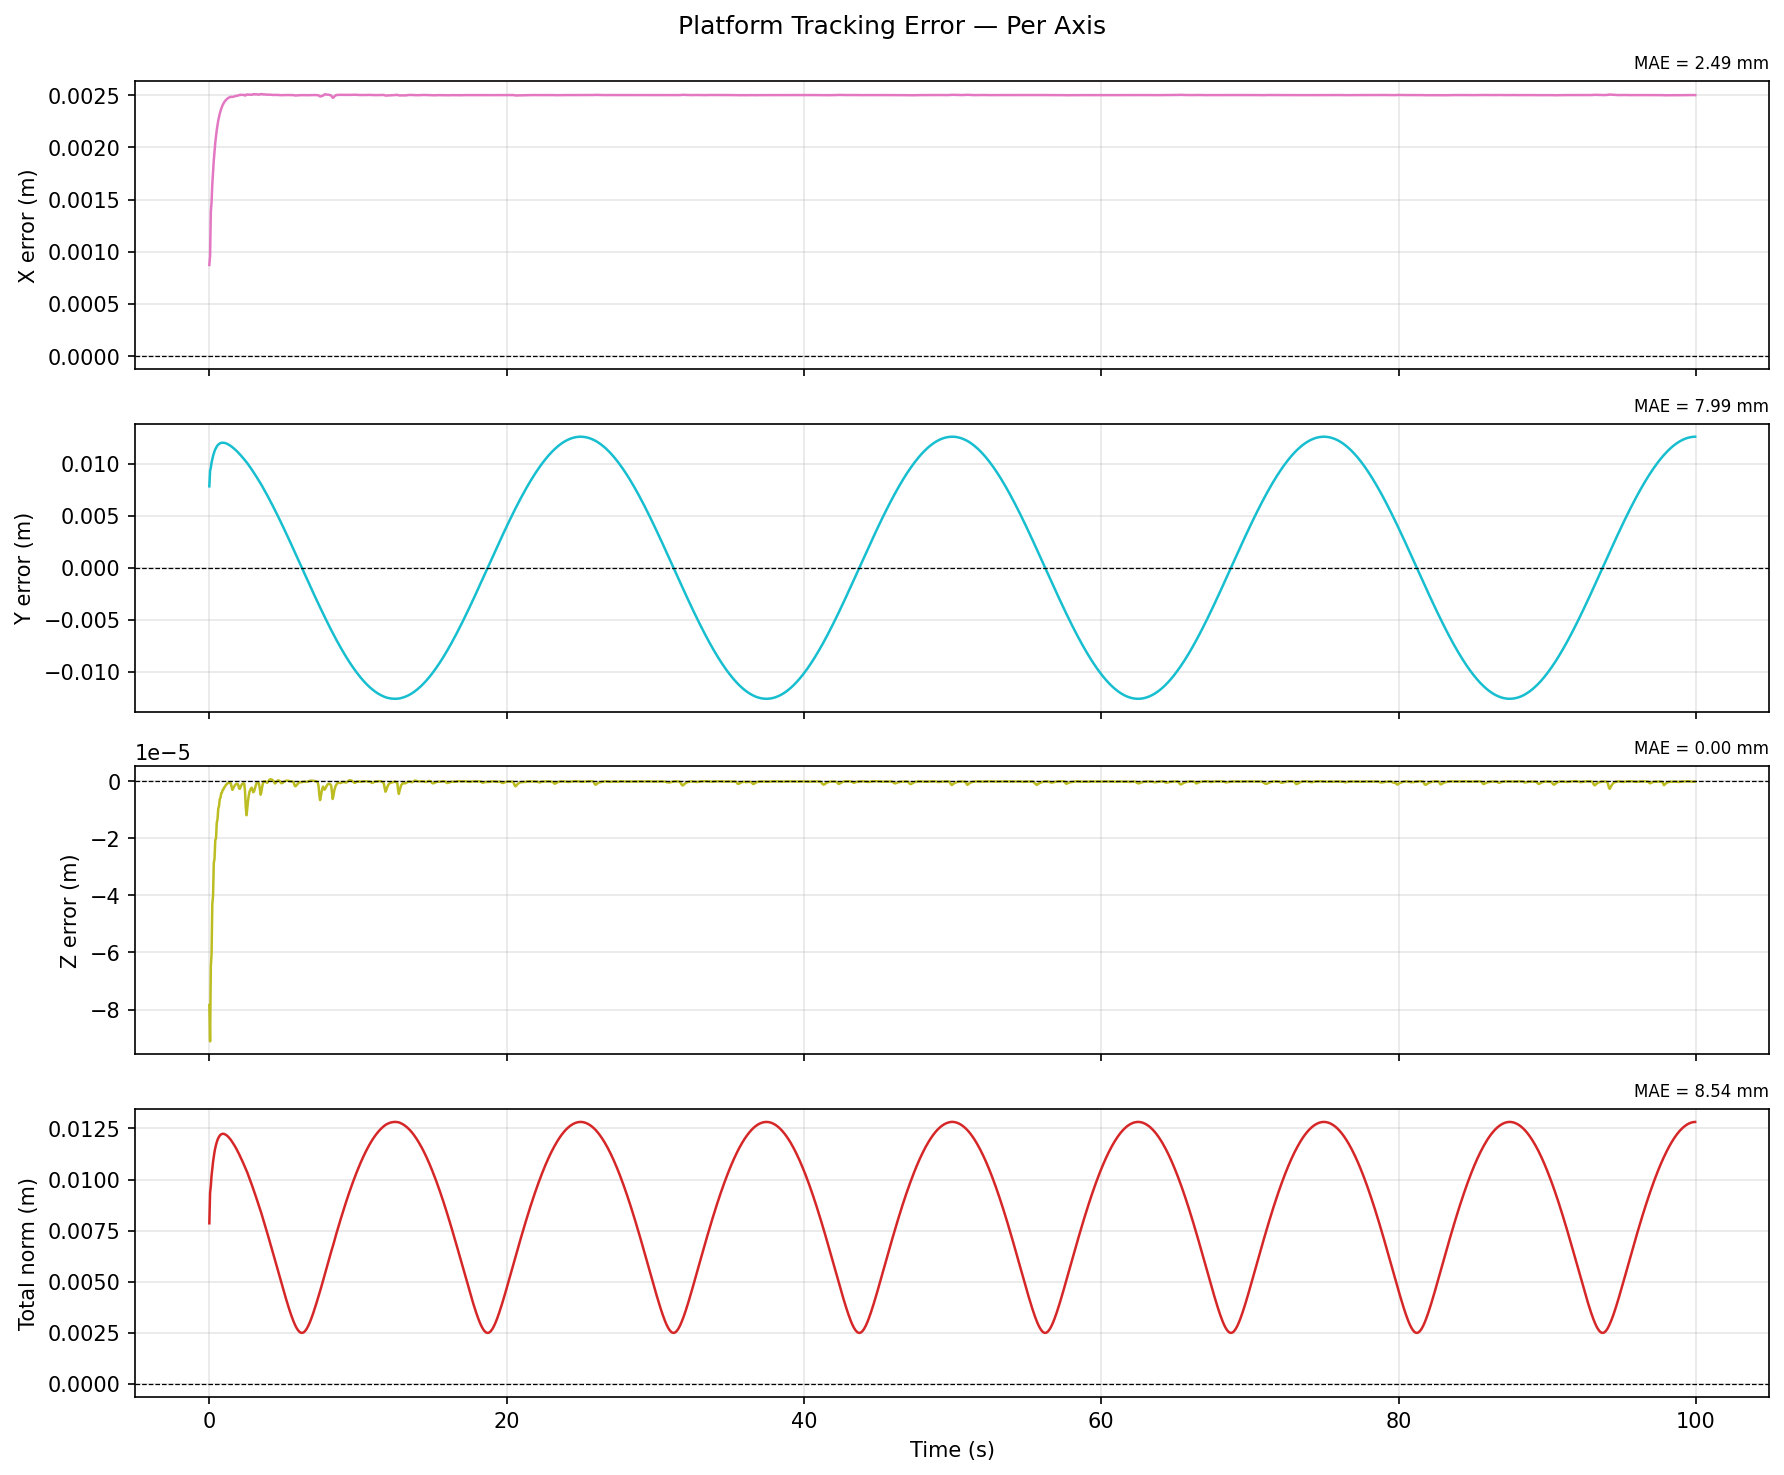 Platform Tracking Error — Per Axis
MAE = 2.49 mm
0.0025
0.0020
0.0015
0.0010
0.0005
0.0000
X error (m)
MAE = 7.99 mm
0.010
0.005
0.000
−0.005
−0.010
Y error (m)
1e−5
MAE = 0.00 mm
0
−2
−4
−6
−8
Z error (m)
MAE = 8.54 mm
0.0125
0.0100
0.0075
0.0050
0.0025
0.0000
Total norm (m)
0 20 40 60 80 100
Time (s)